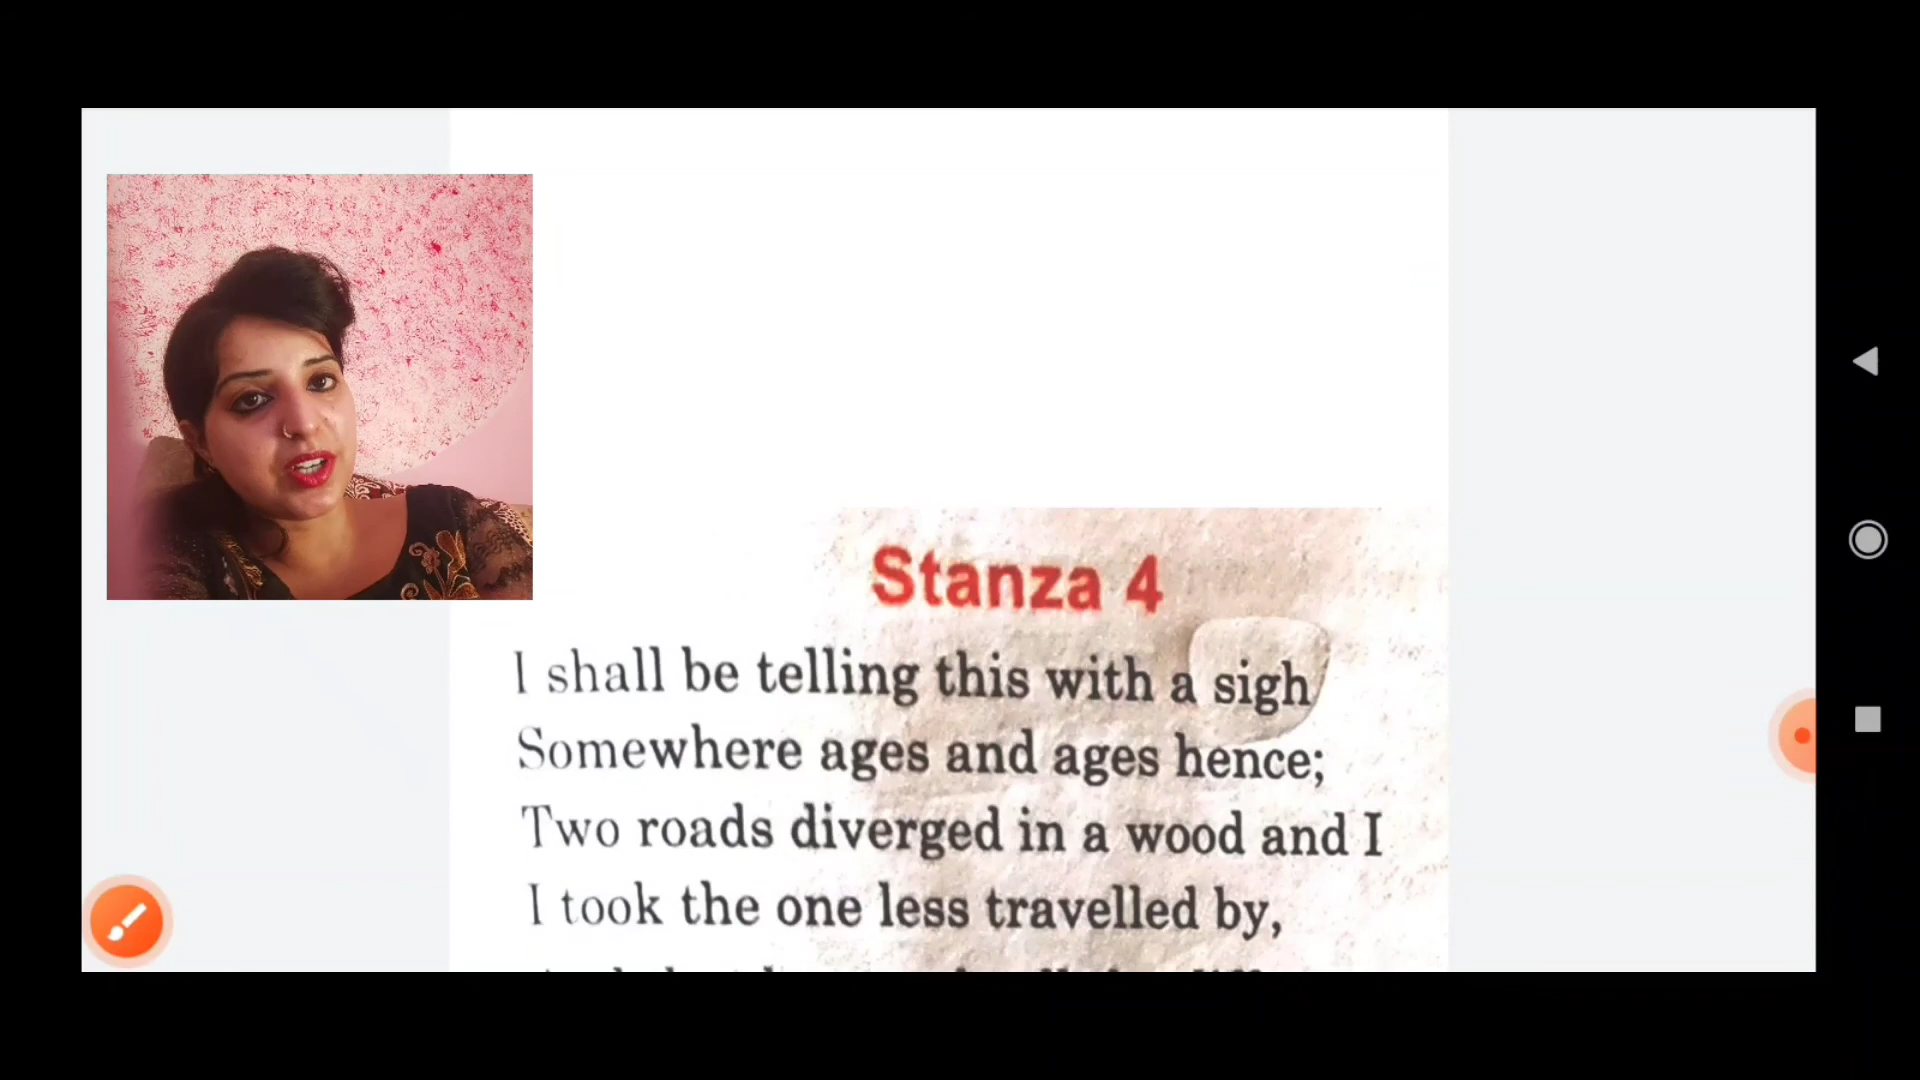 Stanza 4
I shall be telling this with a sigh
Somewhere ages and ages hence;
Two roads diverged in a wood and I
I took the one less travelled by,